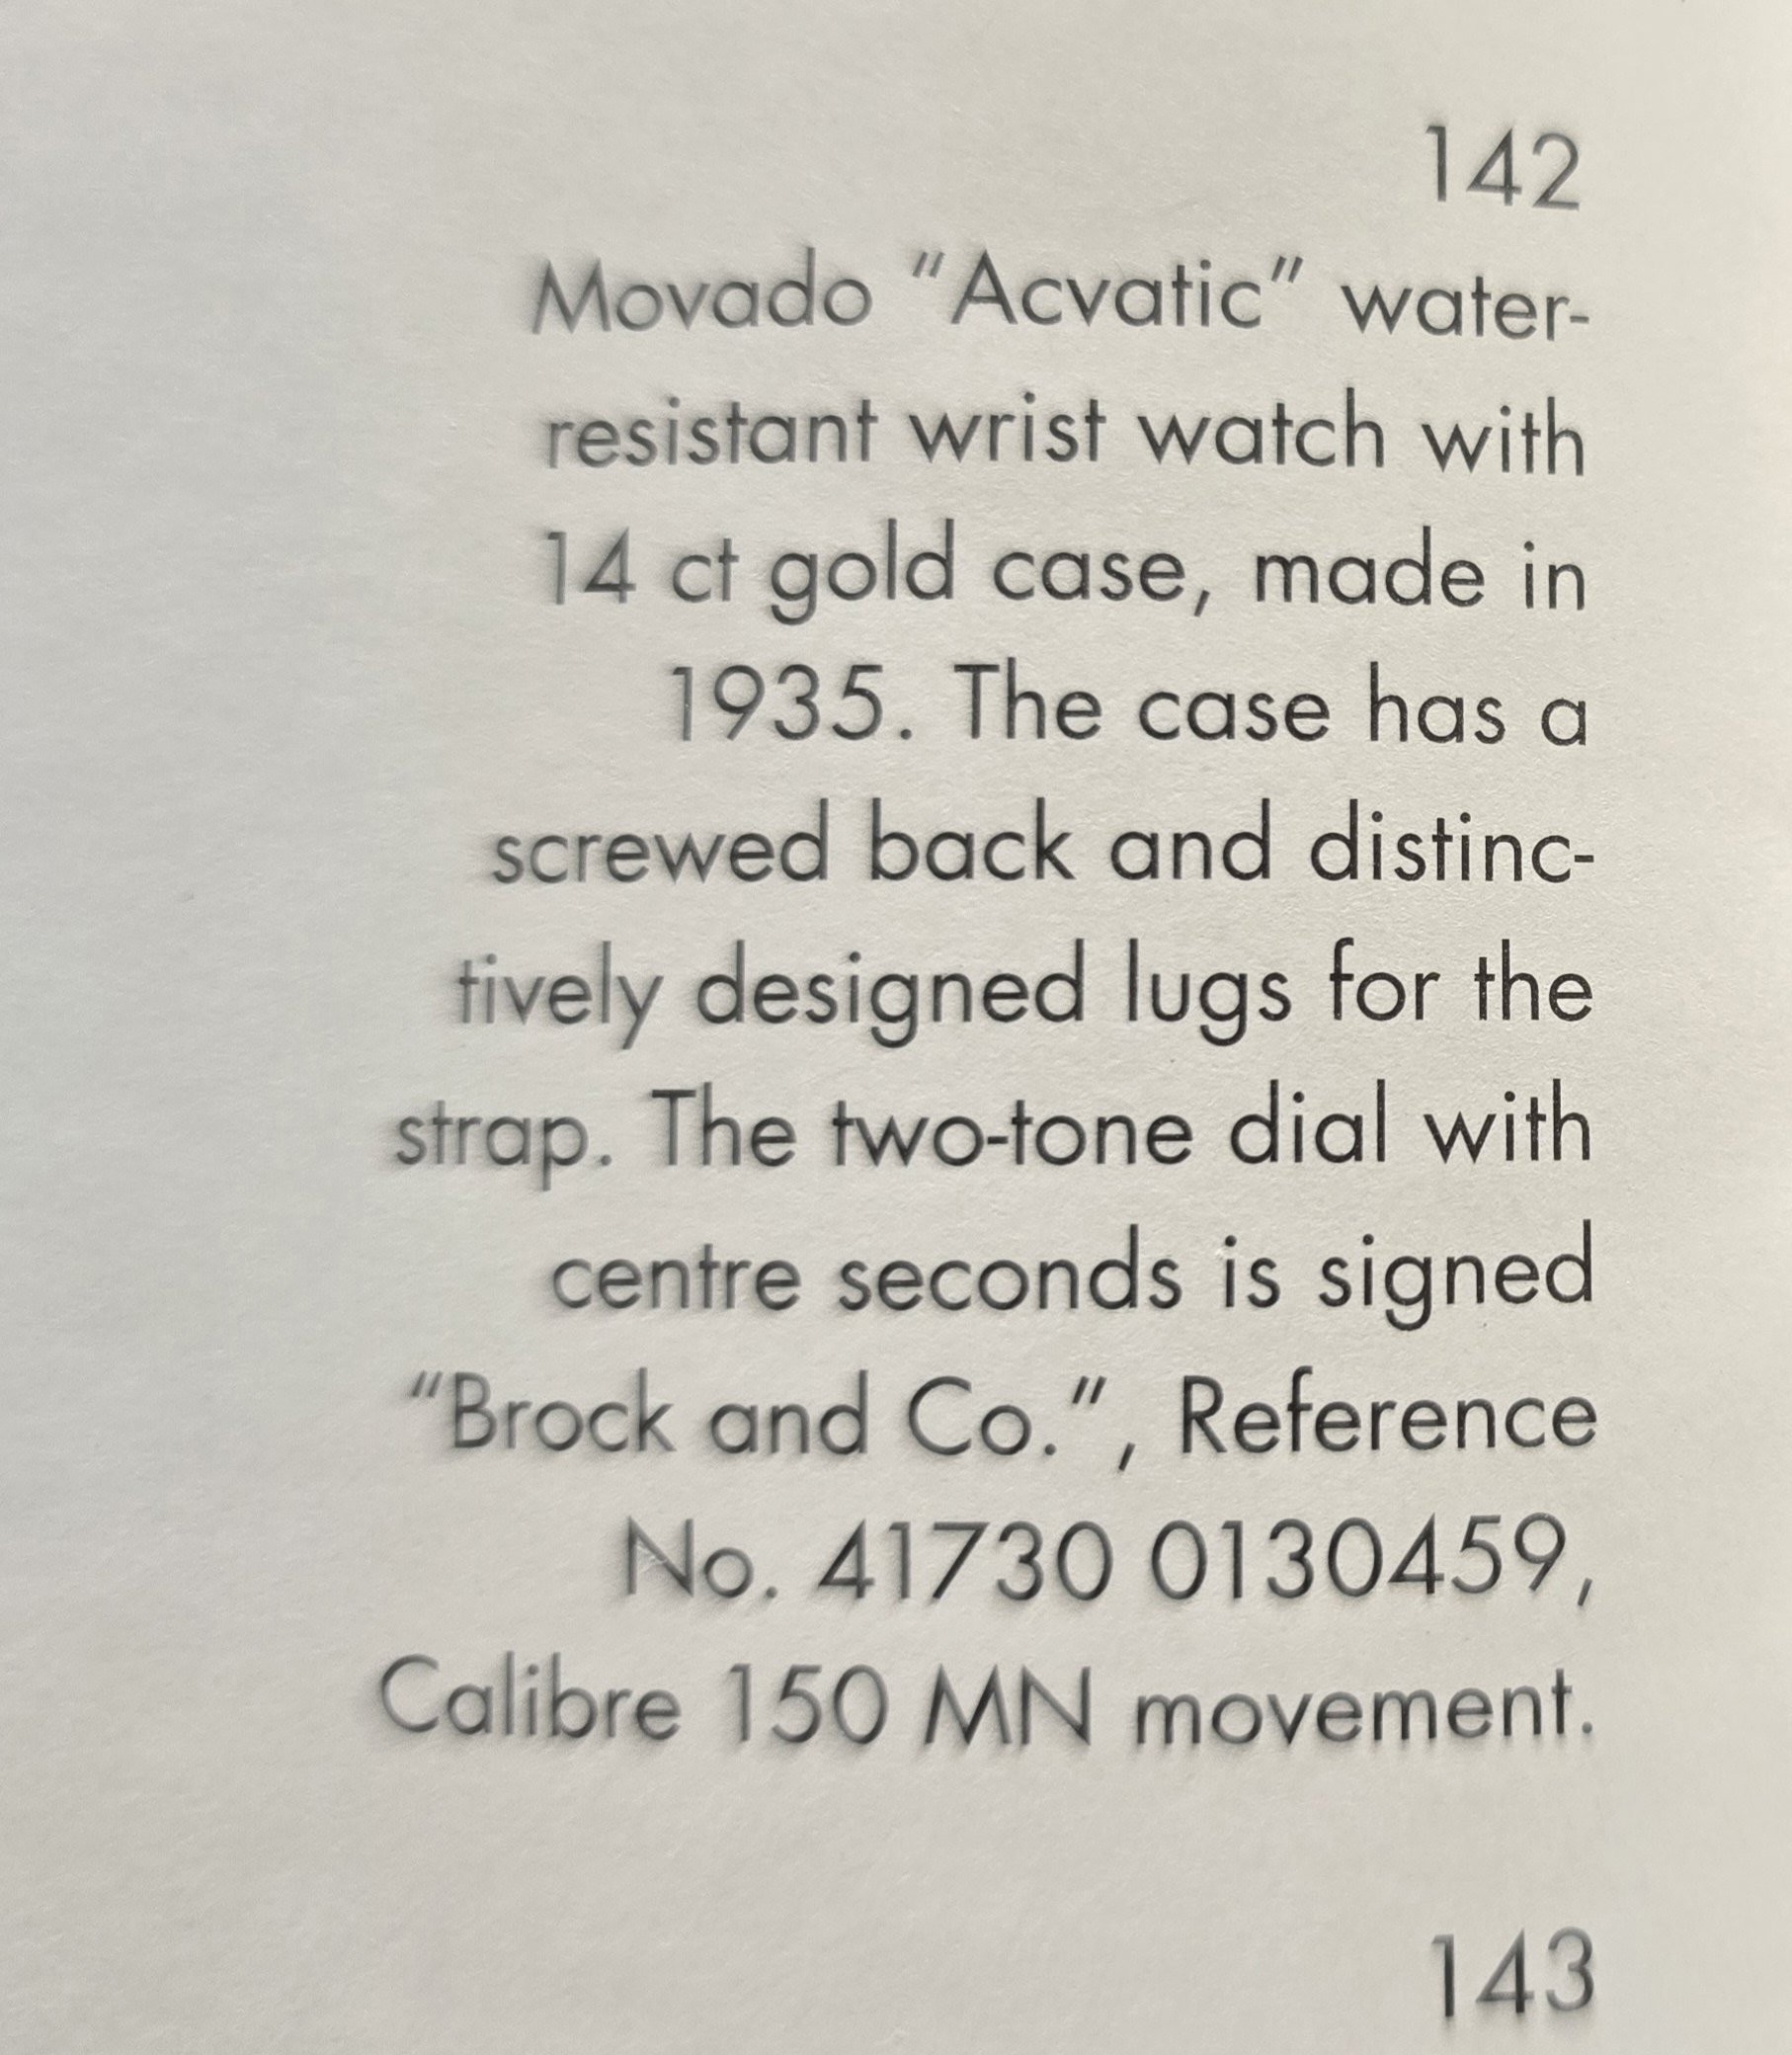 142
Movado "Acvatic" water-
resistant wrist watch with
14 ct gold case, made in
1935. The case has a
screwed back and distinc-
tively designed lugs for the
strap. The two-tone dial with
centre seconds is signed
"Brock and Co.", Reference
No. 41730 0130459,
Calibre 150 MN movement.
143